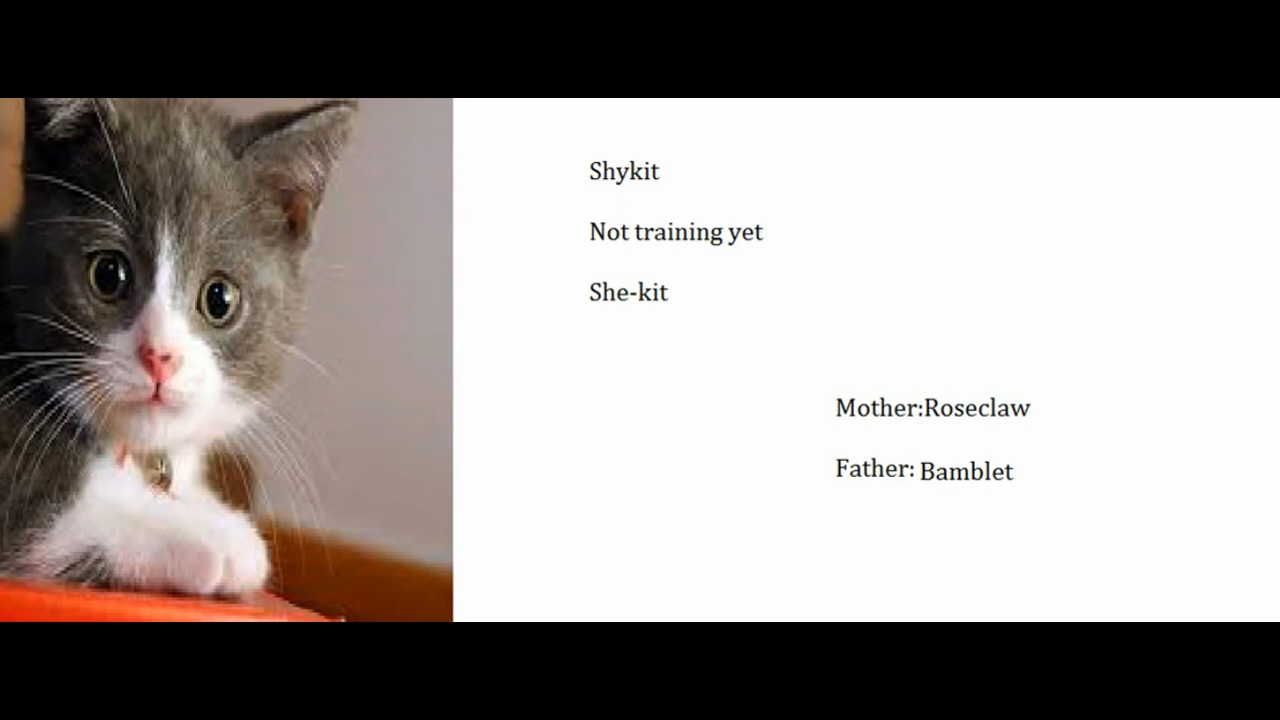 Shykit
Not training yet
She-kit
Mother:Roseclaw
Father: Bamblet